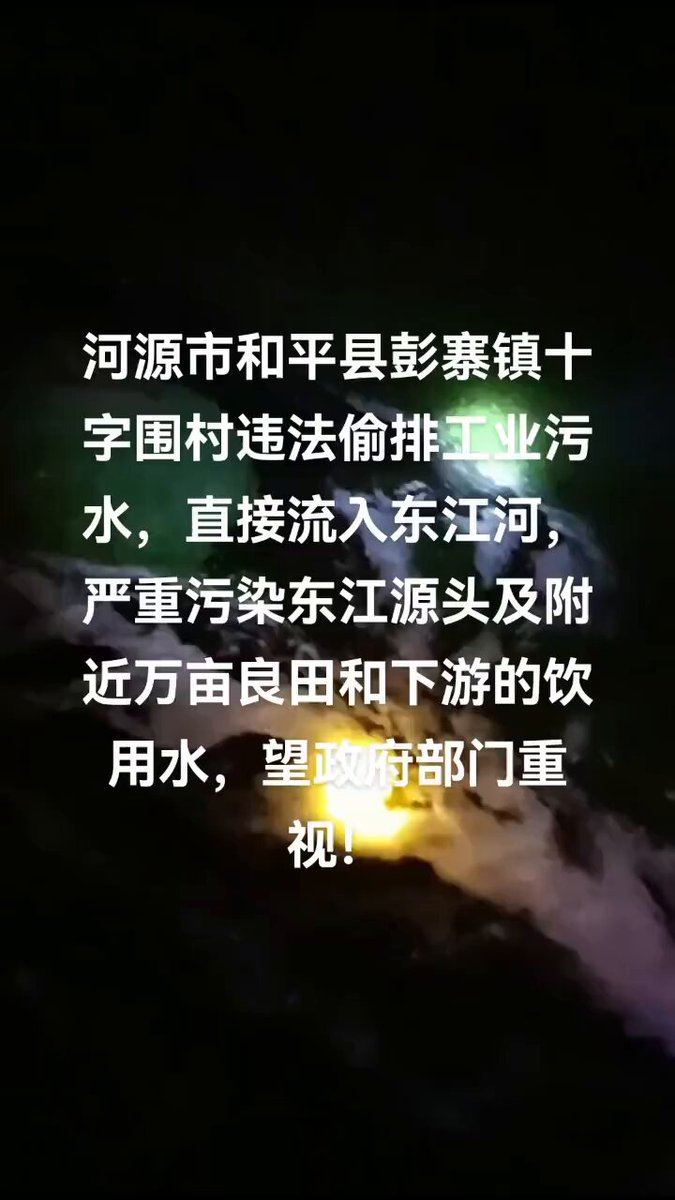 河源市和平县彭寨镇十
字围村违法偷排工业污
水，直接流入东江河，
严重污染东江源头及附
近万亩良田和下游的饮
用水，望政府部门重
视！